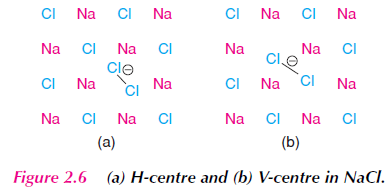 Cl Na Cl Na Cl Na Cl Na
Na Cl Na Cl Na Cl Na Cl
Cl⊖ Cl⊖
Cl Na Cl Na Cl Na Cl Na
Na Cl Na Cl Na Cl Na Cl
(a) (b)
Figure 2.6 (a) H-centre and (b) V-centre in NaCl.